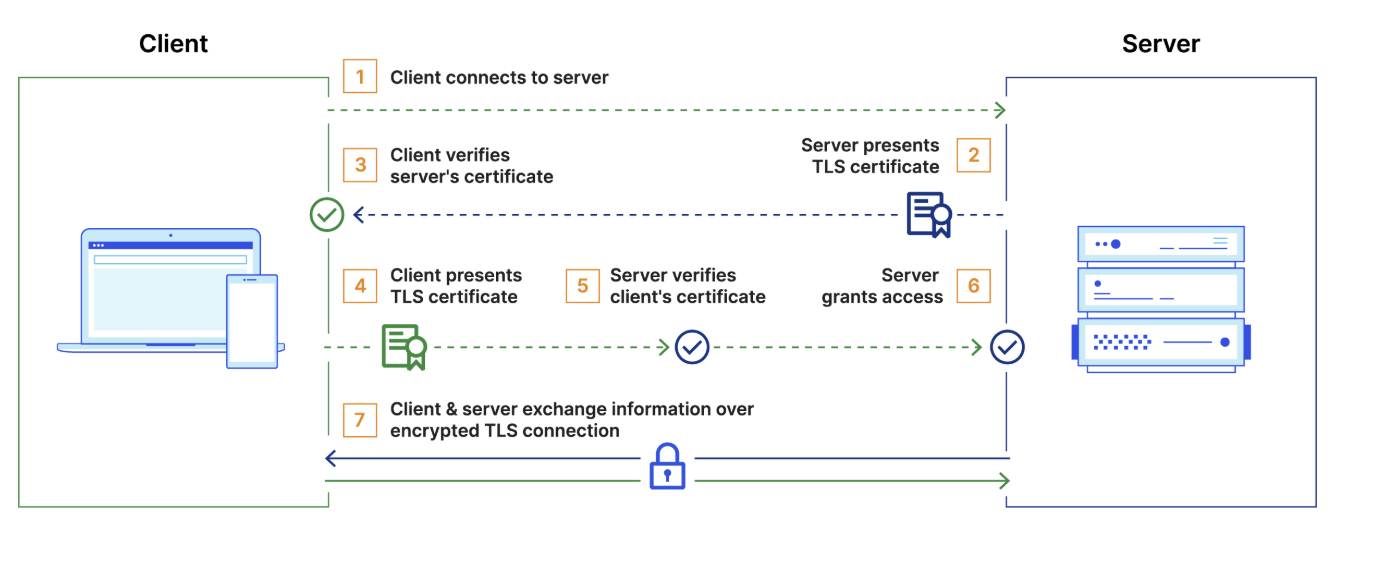 Client
Server
1
Client connects to server
2
Server presents
TLS certificate
3
Client verifies
server's certificate
4
Client presents
TLS certificate
5
Server verifies
client's certificate
6
Server
grants access
7
Client & server exchange information over
encrypted TLS connection